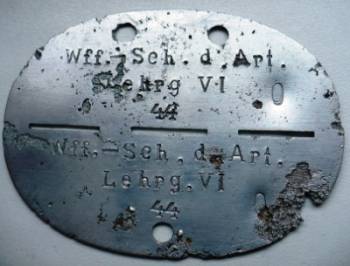 Wff.-Sch.d.Art.
Lehrg VI
O
44
Wff.-Sch.d.Art.
Lehrg.VI
44